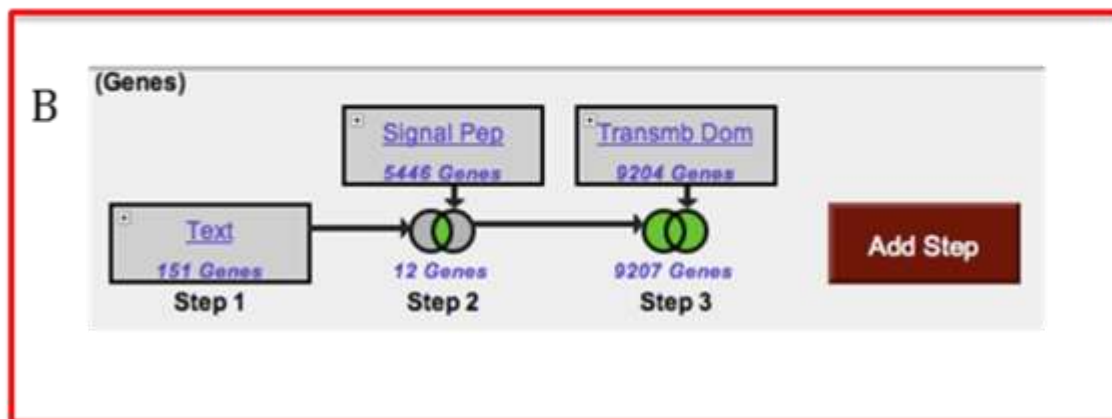 B
(Genes)
Signal Pep
5446 Genes
Transmb Dom
9204 Genes
Text
151 Genes
Step 1
12 Genes
Step 2
9207 Genes
Step 3
Add Step